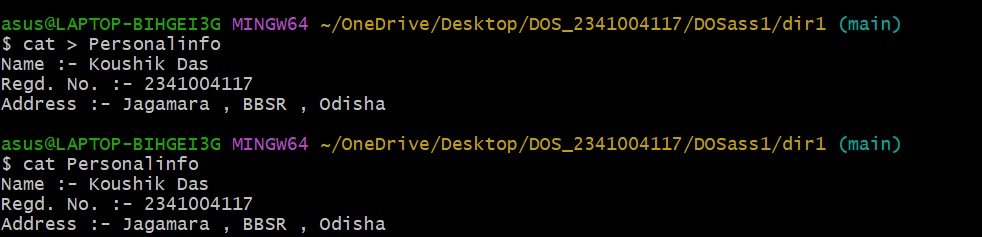 asus@LAPTOP-BIHGEI3G MINGW64 ~/OneDrive/Desktop/DOS_2341004117/DOSass1/dir1 (main)
$ cat > Personalinfo
Name :- Koushik Das
Regd. No. :- 2341004117
Address :- Jagamara , BBSR , Odisha
asus@LAPTOP-BIHGEI3G MINGW64 ~/OneDrive/Desktop/DOS_2341004117/DOSass1/dir1 (main)
$ cat Personalinfo
Name :- Koushik Das
Regd. No. :- 2341004117
Address :- Jagamara , BBSR , Odisha